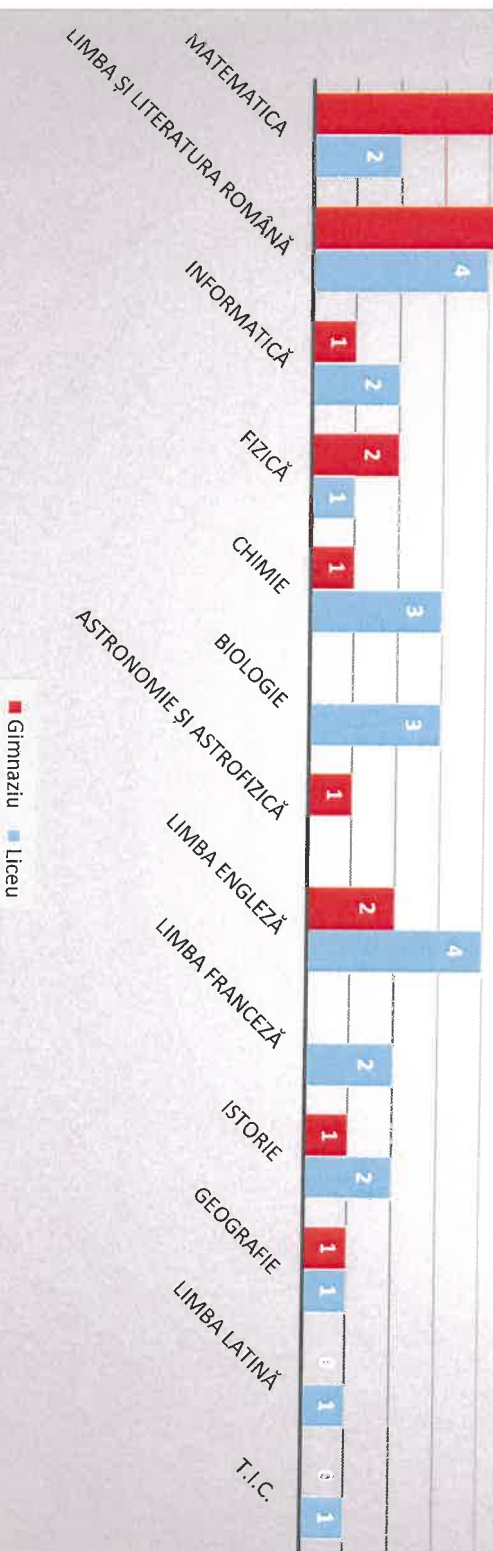 2
4
1
2
2
1
1
3
3
1
2
4
2
1
2
1
1
0
1
0
1
MATEMATICA
LIMBA ȘI LITERATURA ROMÂNĂ
INFORMATICĂ
FIZICĂ
CHIMIE
BIOLOGIE
ASTRONOMIE ȘI ASTROFIZICĂ
LIMBA ENGLEZĂ
LIMBA FRANCEZĂ
ISTORIE
GEOGRAFIE
LIMBA LATINĂ
T.I.C.
Gimnaziu Liceu